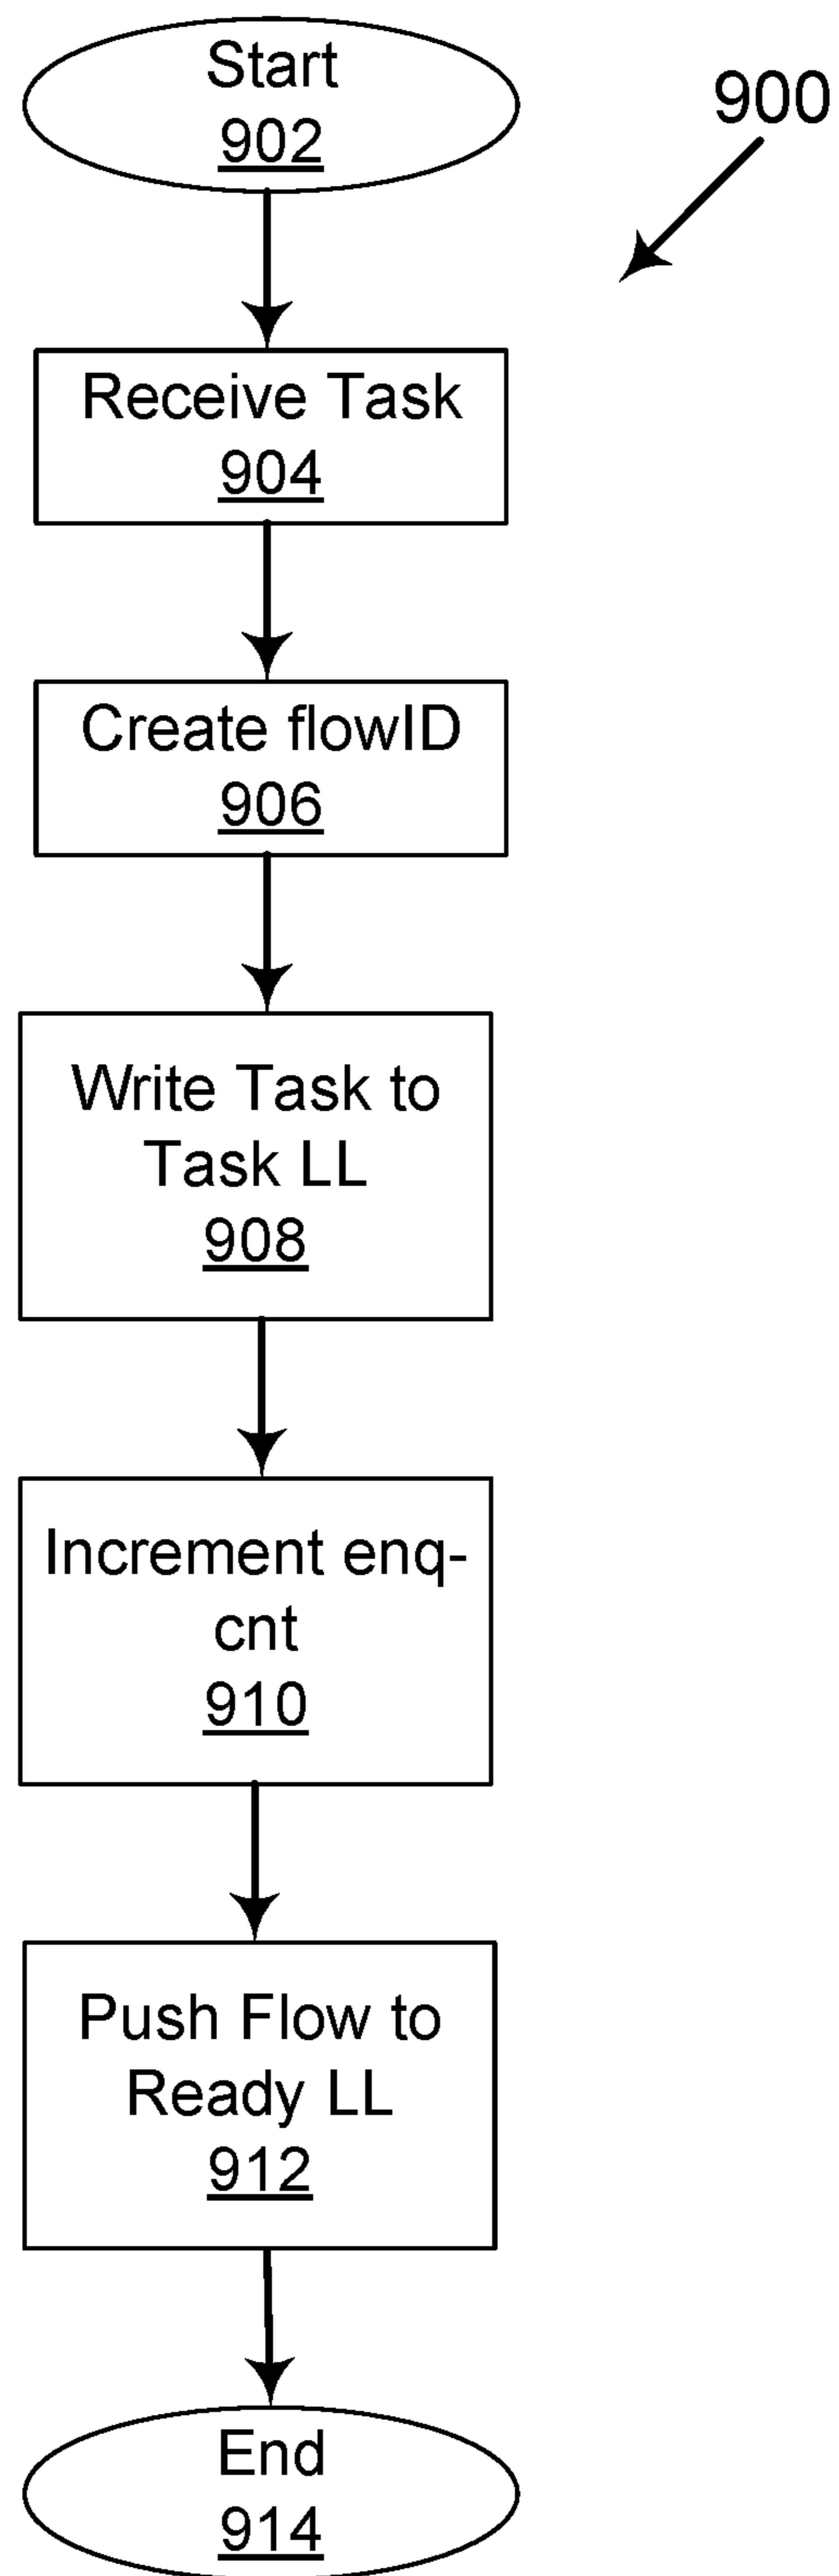 Start
902
900
Receive Task
904
Create flowID
906
Write Task to
Task LL
908
Increment enq-
cnt
910
Push Flow to
Ready LL
912
End
914